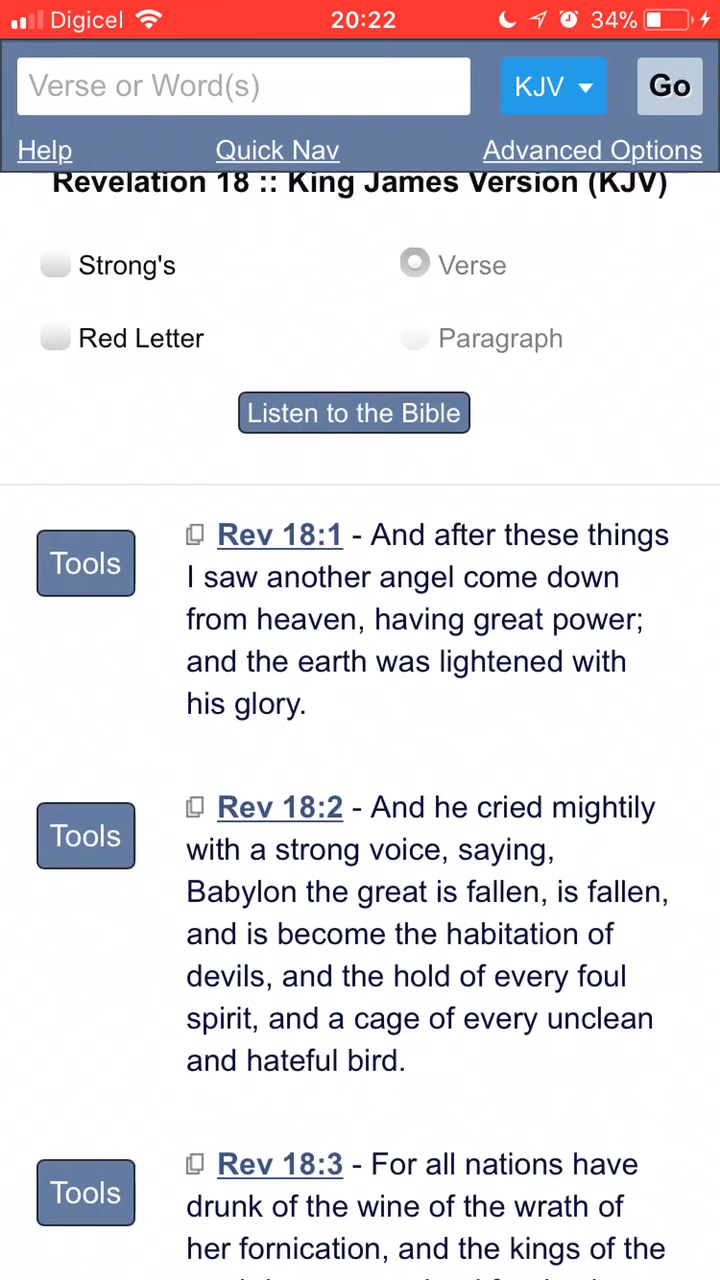 Digicel 20:22 34%
Verse or Word(s) KJV Go
Help Quick Nav Advanced Options
Revelation 18 :: King James Version (KJV)
Strong's Verse
Red Letter Paragraph
Listen to the Bible
Tools Rev 18:1 - And after these things
I saw another angel come down
from heaven, having great power;
and the earth was lightened with
his glory.
Tools Rev 18:2 - And he cried mightily
with a strong voice, saying,
Babylon the great is fallen, is fallen,
and is become the habitation of
devils, and the hold of every foul
spirit, and a cage of every unclean
and hateful bird.
Tools Rev 18:3 - For all nations have
drunk of the wine of the wrath of
her fornication, and the kings of the